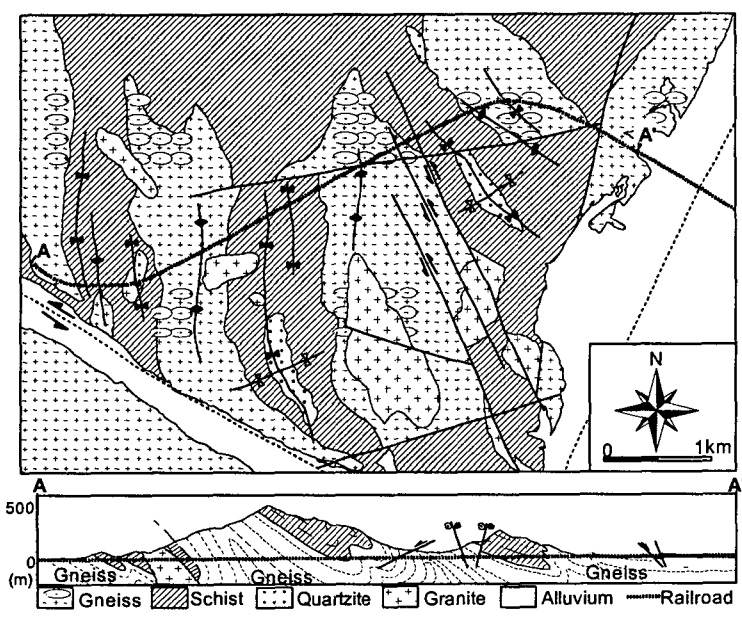 A
A'
N
0 1km
A A
500
0
(m)
Gneiss Gneiss Gneiss
Gneiss Schist Quartzite Granite Alluvium Railroad